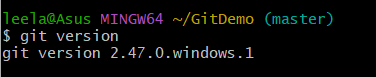 leela@Asus MINGW64 ~/GitDemo (master)
$ git version
git version 2.47.0.windows.1